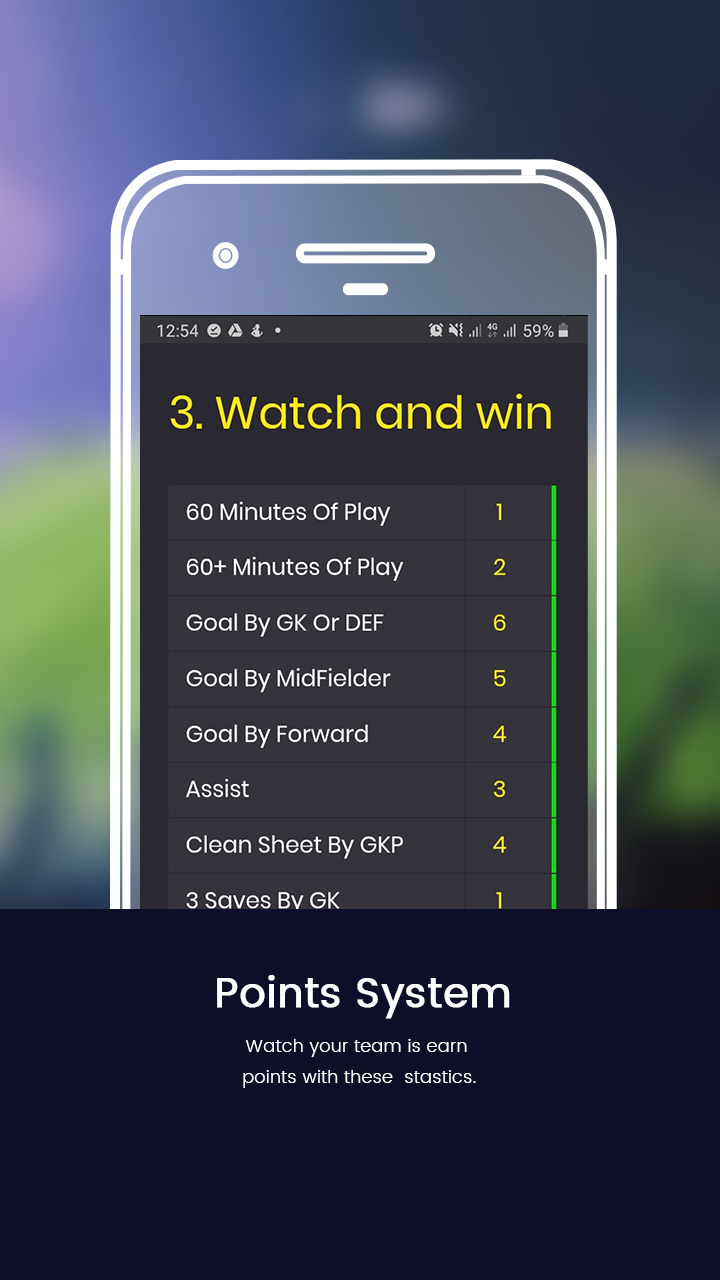 12:54 4G 59%
3. Watch and win
60 Minutes Of Play 1
60+ Minutes Of Play 2
Goal By GK Or DEF 6
Goal By MidFielder 5
Goal By Forward 4
Assist 3
Clean Sheet By GKP 4
3 Saves By GK 1
Points System
Watch your team is earn
points with these stastics.